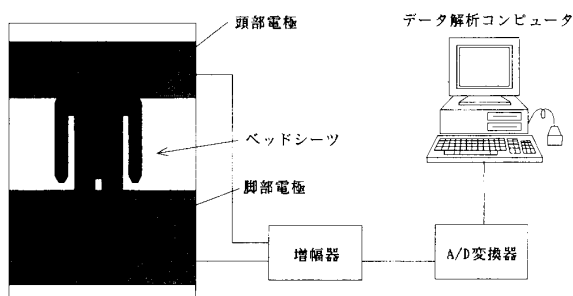 頭部電極
データ解析コンピュータ
ベッドシーツ
脚部電極
増幅器
A/D変換器